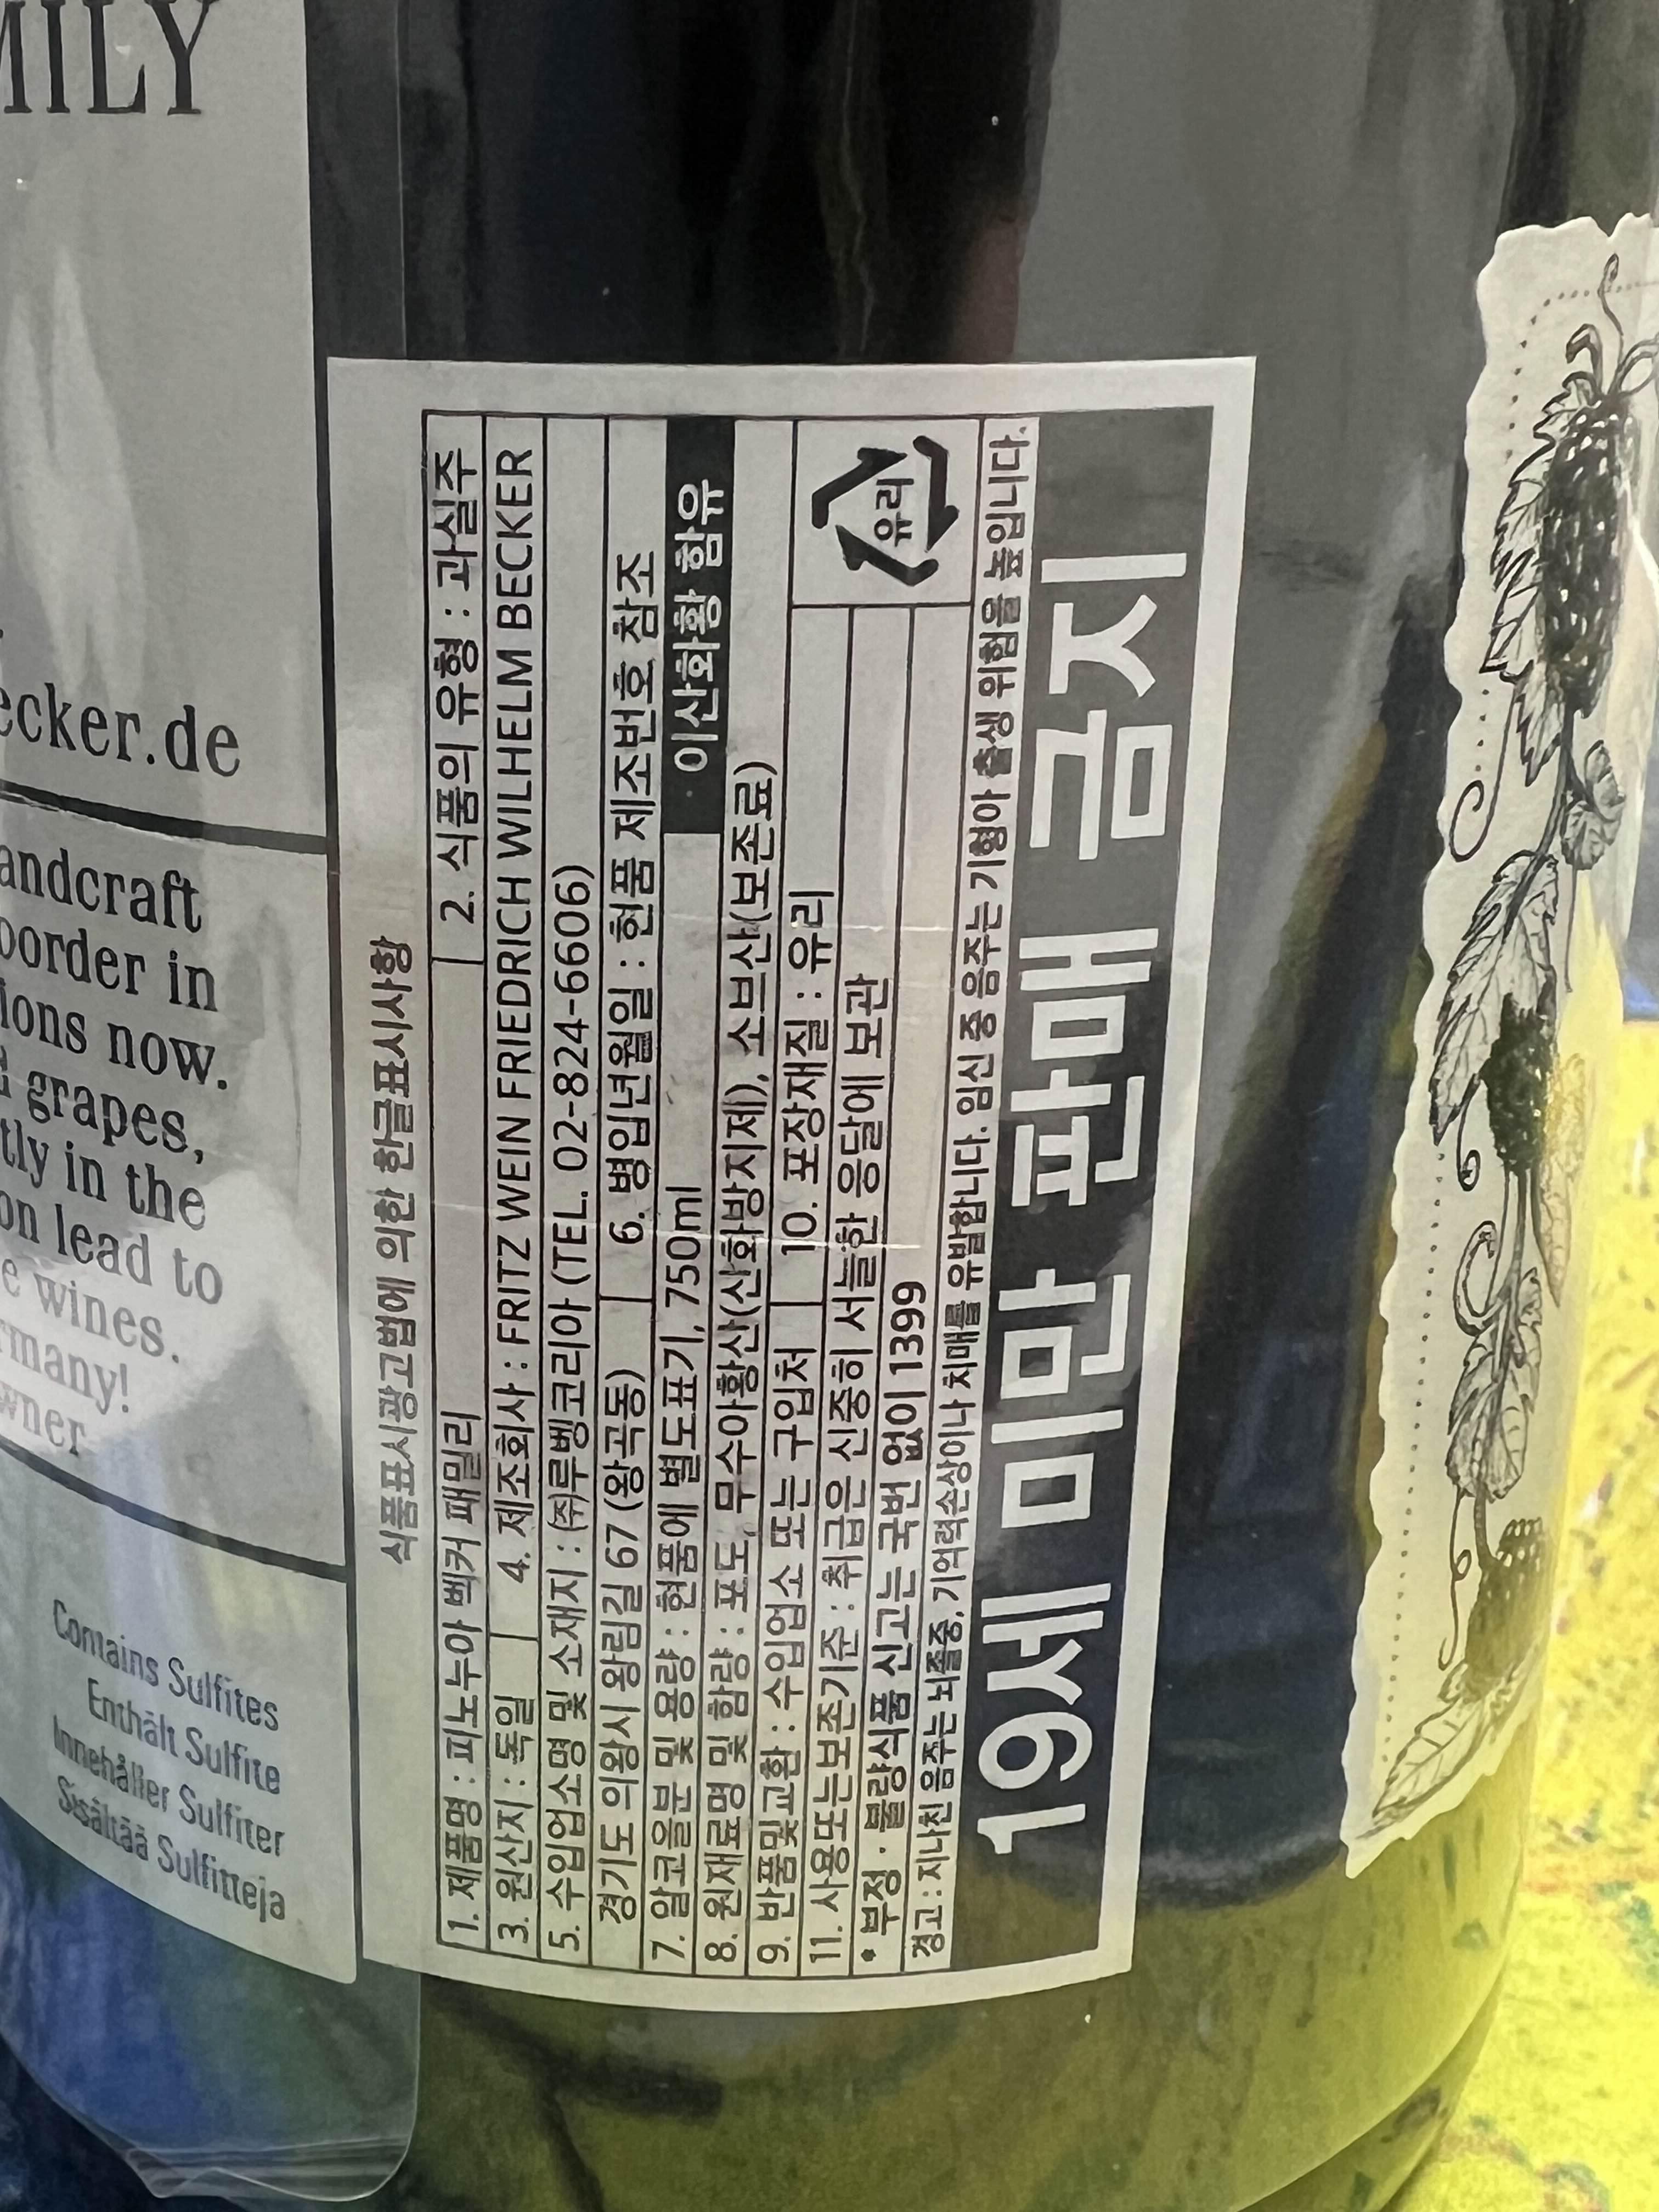 MILY
ecker.de
andcraft
border in
ions now.
grapes,
tly in the
on lead to
e wines.
rmany!
wner
Contains Sulfites
Enthält Sulfite
Innehåller Sulfiter
Sisältää Sulfitteja
식품표시광고법에 의한 한글표시사항
1. 제품명 : 피노누아 벡커 패밀리 2. 식품의 유형 : 과실주
3. 원산지 : 독일 4. 제조회사 : FRITZ WEIN FRIEDRICH WILHELM BECKER
5. 수입업소명 및 소재지 : ㈜루벵코리아 (TEL. 02-824-6606)
경기도 의왕시 왕림길 67 (왕곡동) 6. 병입년월일 : 현품 제조번호 참조
7. 알코올분 및 용량 : 현품에 별도표기, 750ml 이산화황 함유
8. 원재료명 및 함량 : 포도, 무수아황산(산화방지제), 소브산(보존료)
9. 반품및교환 : 수입업소 또는 구입처 10. 포장재질 : 유리
11. 사용또는보존기준 : 취급은 신중히 서늘한 응달에 보관
* 부정 · 불량식품 신고는 국번 없이 1399
유리
경고 : 지나친 음주는 뇌졸중, 기억력손상이나 치매를 유발합니다. 임신 중 음주는 기형아 출생 위험을 높입니다.
19세 미만 판매 금지